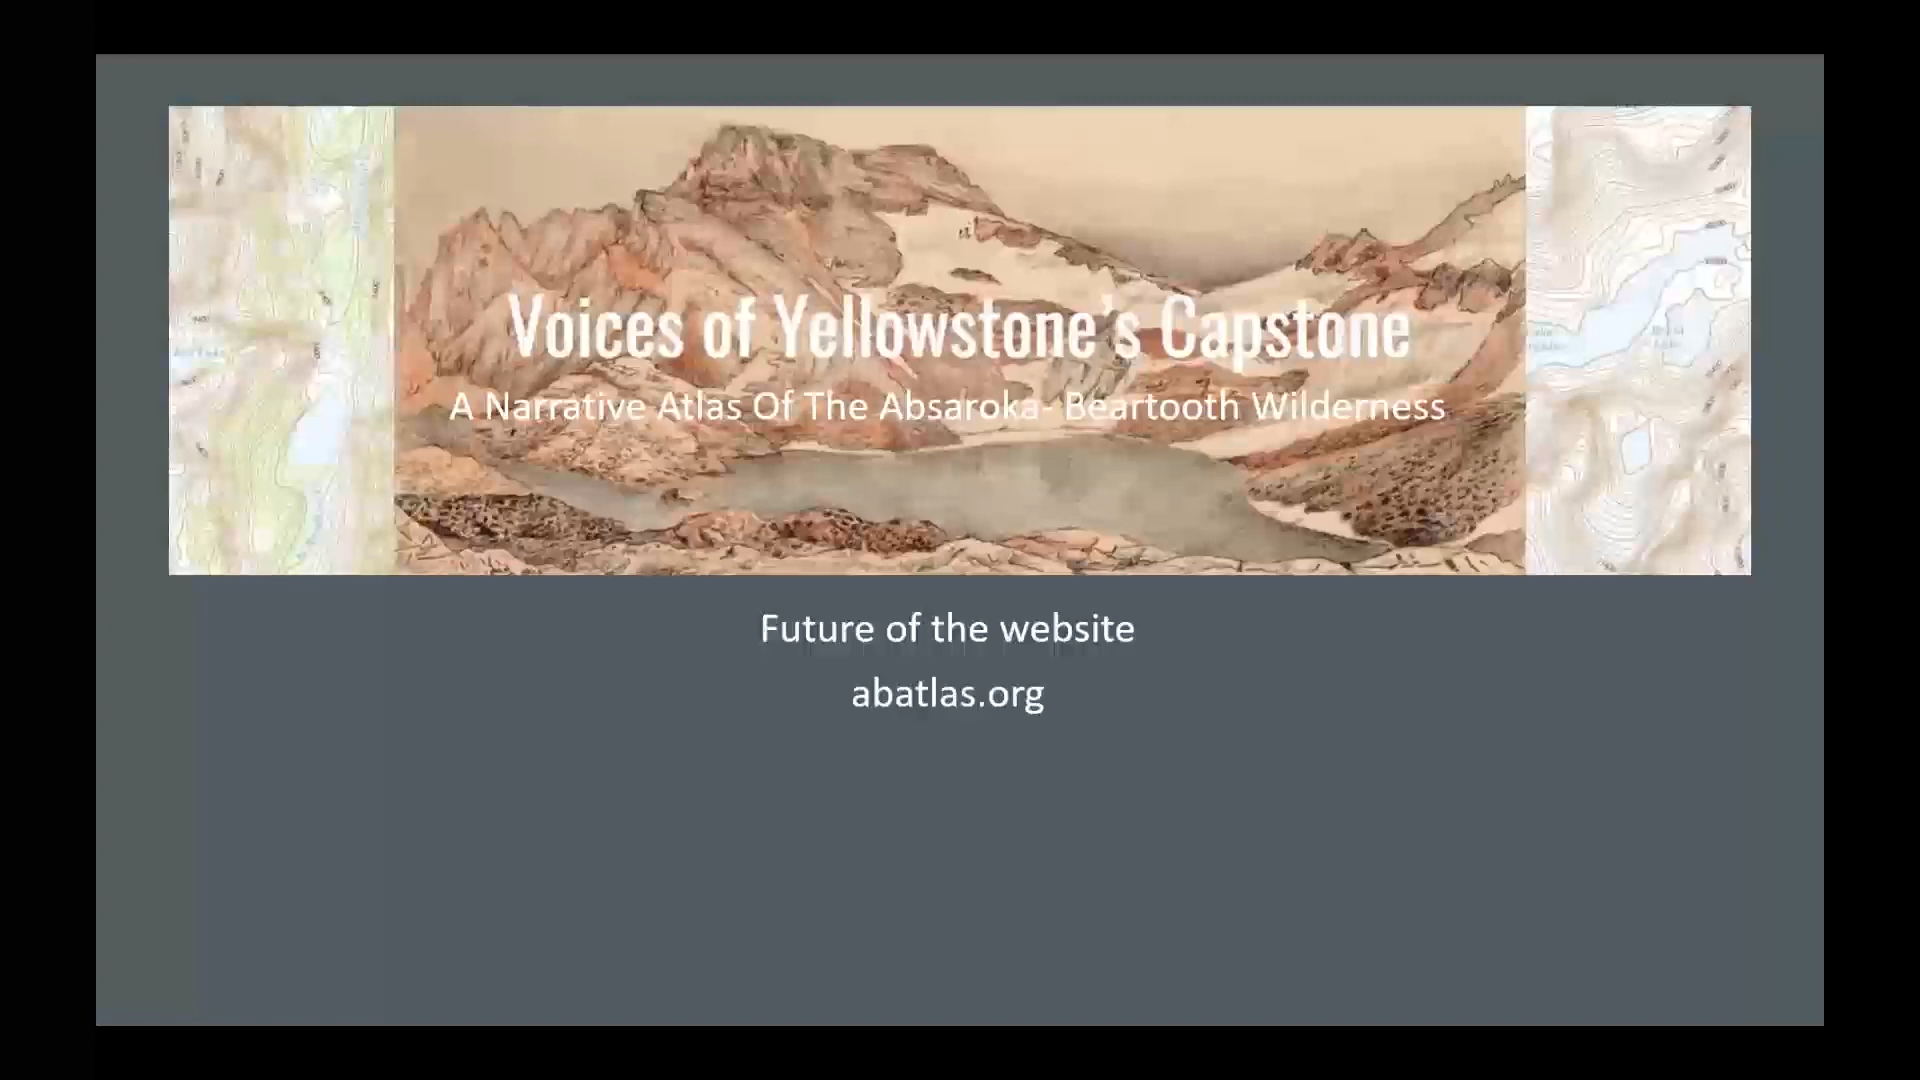 Voices of Yellowstone's Capstone
A Narrative Atlas Of The Absaroka- Beartooth Wilderness
Future of the website
abatlas.org